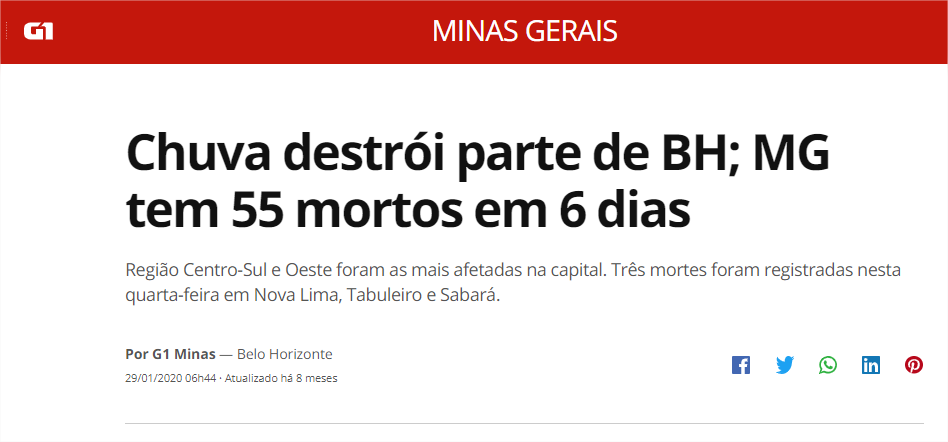 G1
MINAS GERAIS
Chuva destrói parte de BH; MG
tem 55 mortos em 6 dias
Região Centro-Sul e Oeste foram as mais afetadas na capital. Três mortes foram registradas nesta
quarta-feira em Nova Lima, Tabuleiro e Sabará.
Por G1 Minas — Belo Horizonte
29/01/2020 06h44 · Atualizado há 8 meses